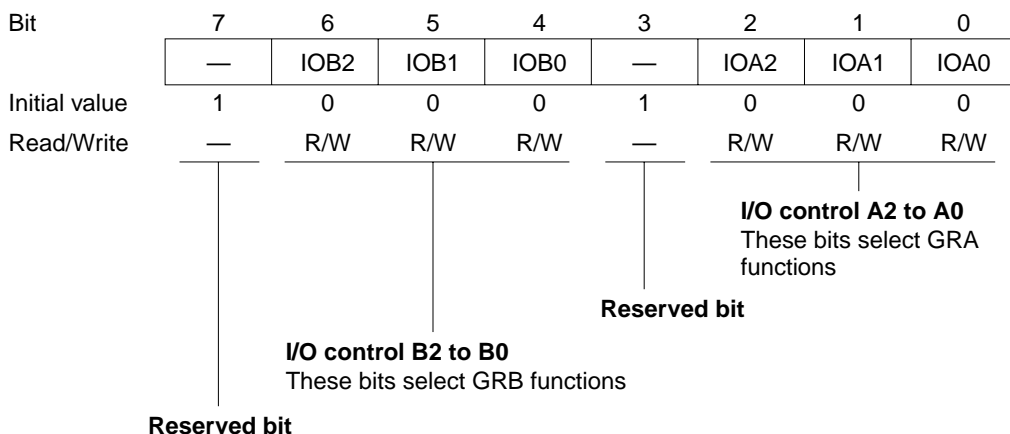 Bit 7 6 5 4 3 2 1 0
— IOB2 IOB1 IOB0 — IOA2 IOA1 IOA0
Initial value 1 0 0 0 1 0 0 0
Read/Write — R/W R/W R/W — R/W R/W R/W
I/O control A2 to A0
These bits select GRA
functions
Reserved bit
I/O control B2 to B0
These bits select GRB functions
Reserved bit